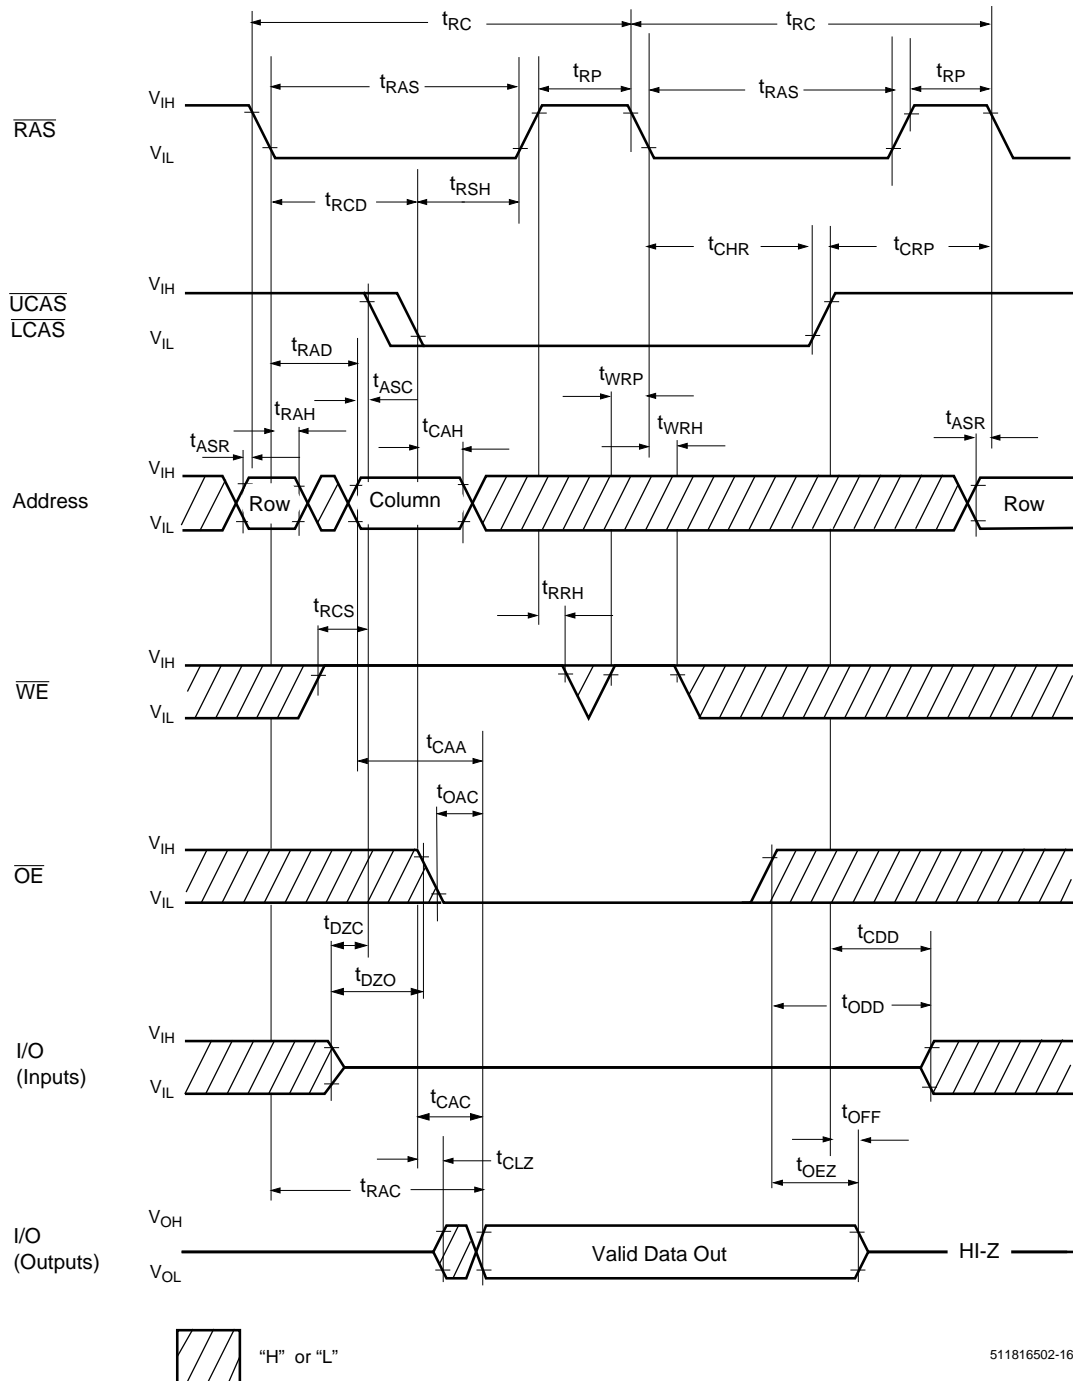 tRC tRC
tRAS tRP tRAS tRP
VIH
RAS
VIL
tRCD tRSH
tCHR tCRP
VIH
UCAS
LCAS
VIL
tRAD
tASC tWRP
tRAH tCAH tWRH
tASR tASR
VIH
Address Row Column Row
VIL
tRRH
tRCS
VIH
WE
VIL
tCAA
tOAC
VIH
OE
VIL
tDZC tCDD
tDZO tODD
VIH
I/O
(Inputs)
VIL
tCAC tOFF
tCLZ tOEZ
tRAC
VOH
I/O
(Outputs) Valid Data Out HI-Z
VOL
“H” or “L”
511816502-16